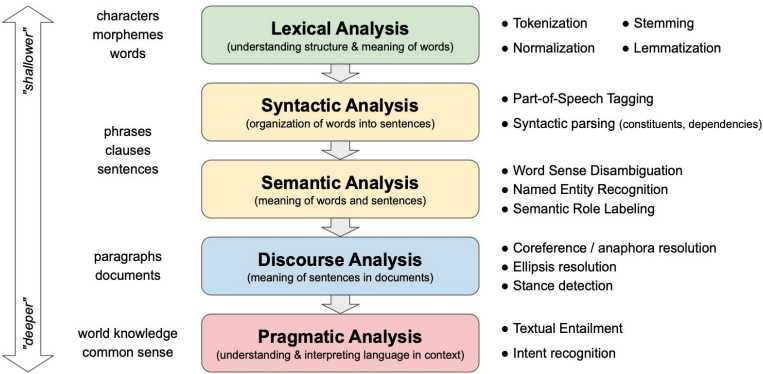 "shallower"
characters
morphemes
words
Lexical Analysis
(understanding structure & meaning of words)
● Tokenization ● Stemming
● Normalization ● Lemmatization
phrases
clauses
sentences
Syntactic Analysis
(organization of words into sentences)
● Part-of-Speech Tagging
● Syntactic parsing (constituents, dependencies)
Semantic Analysis
(meaning of words and sentences)
● Word Sense Disambiguation
● Named Entity Recognition
● Semantic Role Labeling
paragraphs
documents
Discourse Analysis
(meaning of sentences in documents)
● Coreference / anaphora resolution
● Ellipsis resolution
● Stance detection
"deeper"
world knowledge
common sense
Pragmatic Analysis
(understanding & interpreting language in context)
● Textual Entailment
● Intent recognition